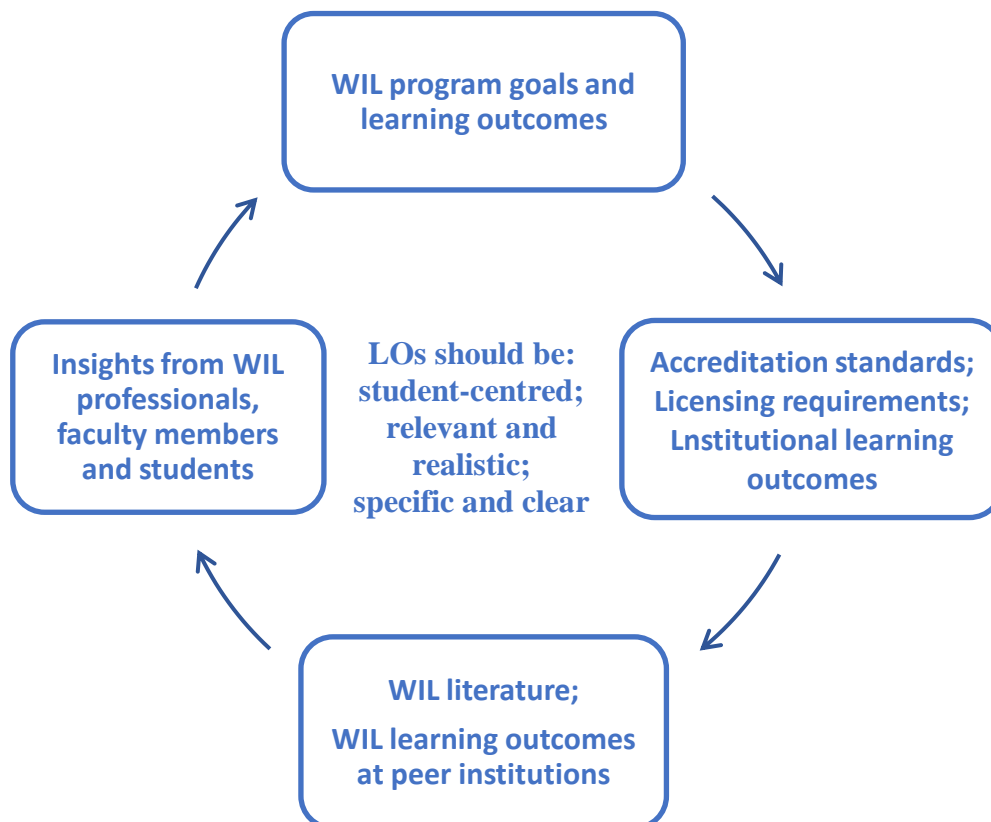 WIL program goals and
learning outcomes
Insights from WIL
professionals,
faculty members
and students
LOs should be:
student-centred;
relevant and
realistic;
specific and clear
Accreditation standards;
Licensing requirements;
Lnstitutional learning
outcomes
WIL literature;
WIL learning outcomes
at peer institutions